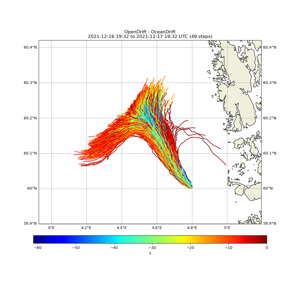 OpenDrift - OceanDrift
2021-12-16 19:32 to 2021-12-17 19:32 UTC (49 steps)
60.4°N 60.4°N
60.3°N 60.3°N
60.2°N 60.2°N
60.1°N 60.1°N
60°N 60°N
59.9°N 59.9°N
4°E 4.2°E 4.4°E 4.6°E 4.8°E 5°E
−60 −50 −40 −30 −20 −10 0
z